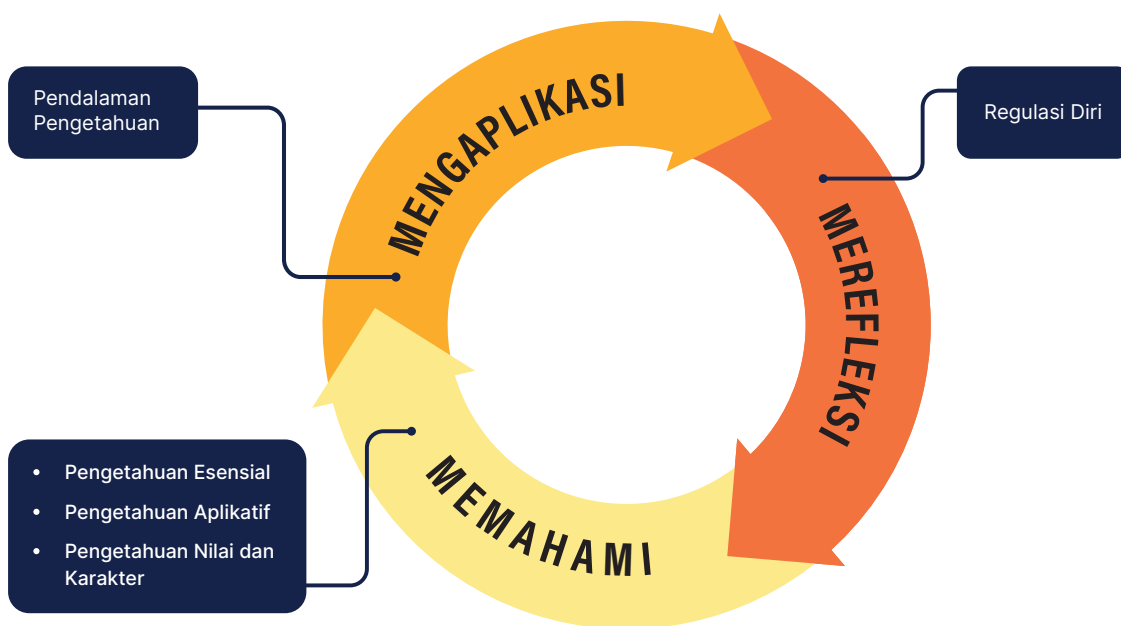 Pendalaman
Pengetahuan
MENGAPLIKASI
Regulasi Diri
MEREFLEKSI
• Pengetahuan Esensial
• Pengetahuan Aplikatif
• Pengetahuan Nilai dan
Karakter
MEMAHAMI